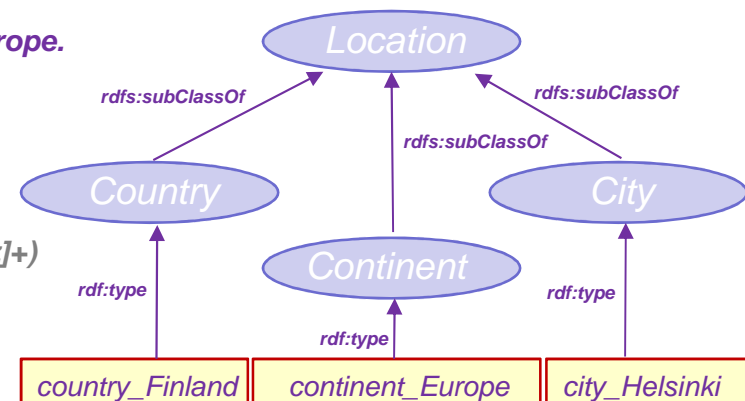 rope.
Location
rdfs:subClassOf
rdfs:subClassOf
rdfs:subClassOf
Country
City
]+)
Continent
rdf:type
rdf:type
rdf:type
country_Finland
continent_Europe
city_Helsinki